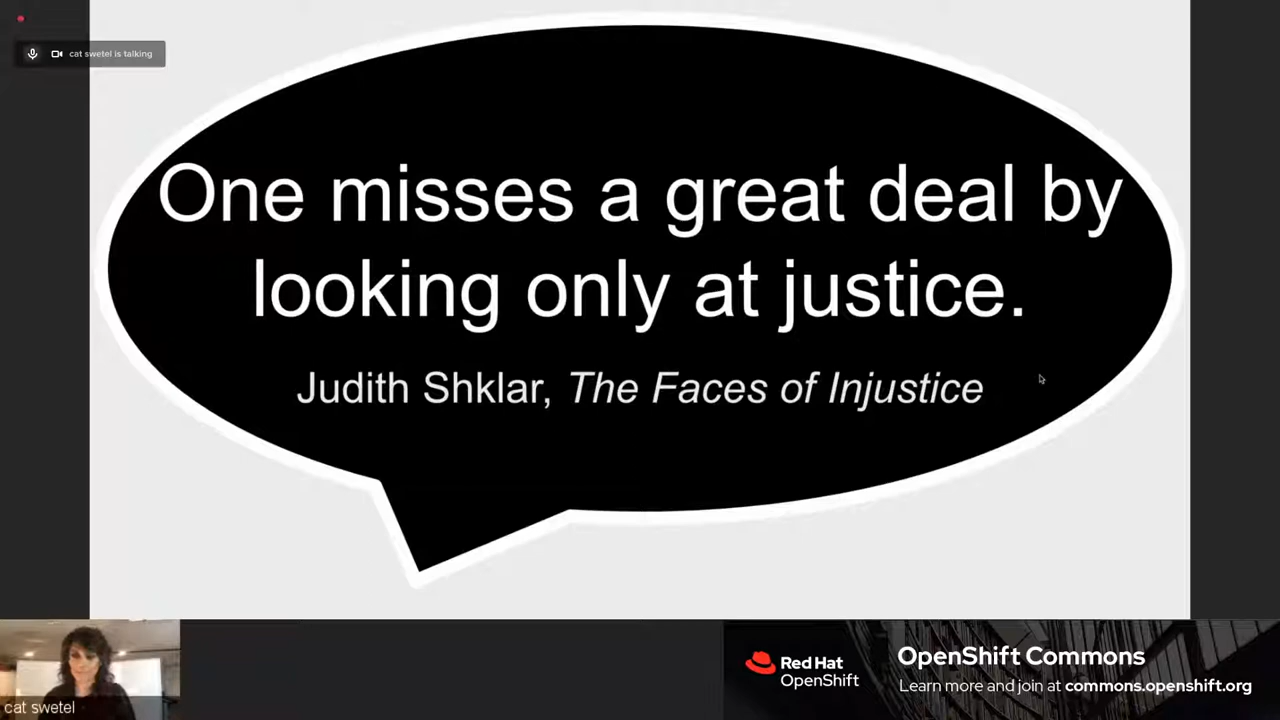 cat swetel is talking
One misses a great deal by
looking only at justice.
Judith Shklar, The Faces of Injustice
cat swetel
Red Hat
OpenShift
OpenShift Commons
Learn more and join at commons.openshift.org